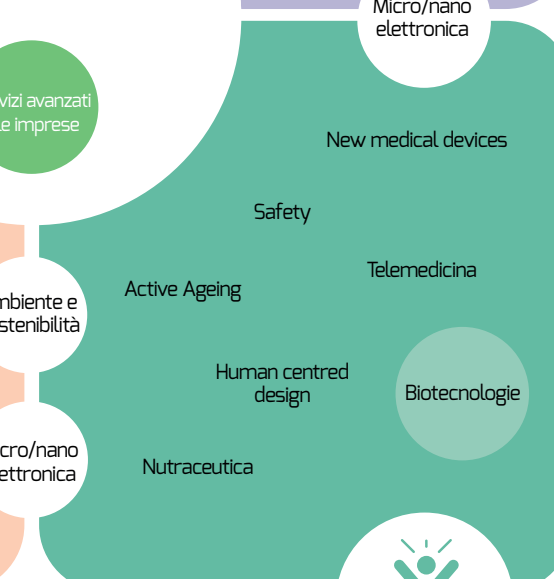 Micro/nano
elettronica
vizi avanzati
le imprese
New medical devices
Safety
Telemedicina
Active Ageing
mbiente e
stenibilità
Human centred
design
Biotecnologie
cro/nano
ettronica
Nutraceutica